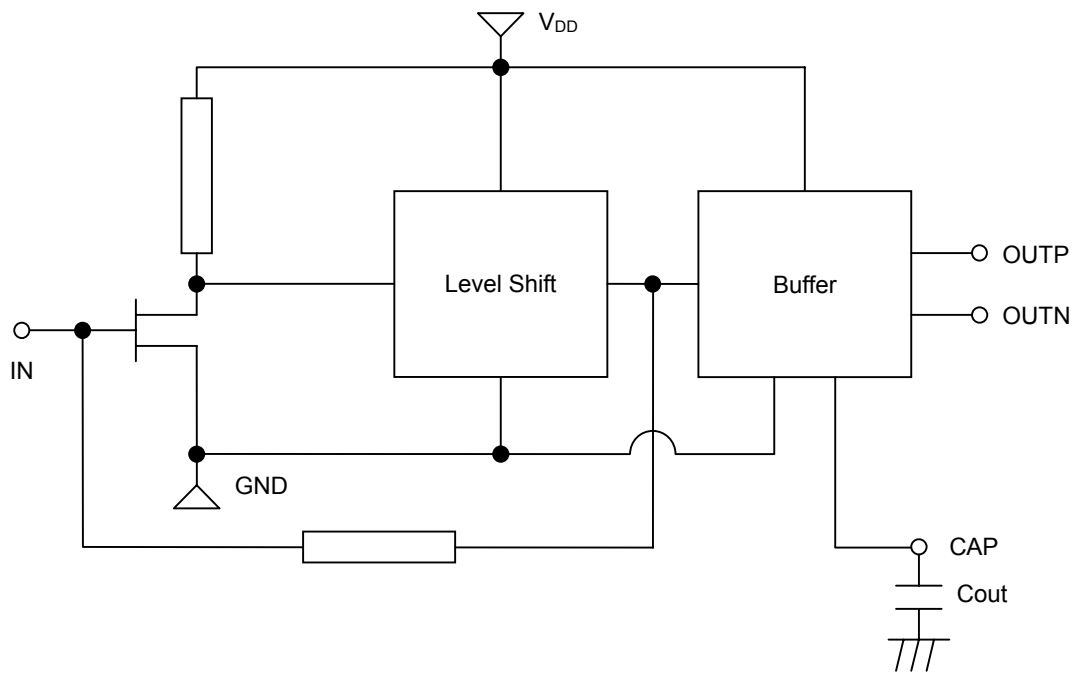 VDD
Level Shift
Buffer
OUTP
OUTN
IN
GND
CAP
Cout